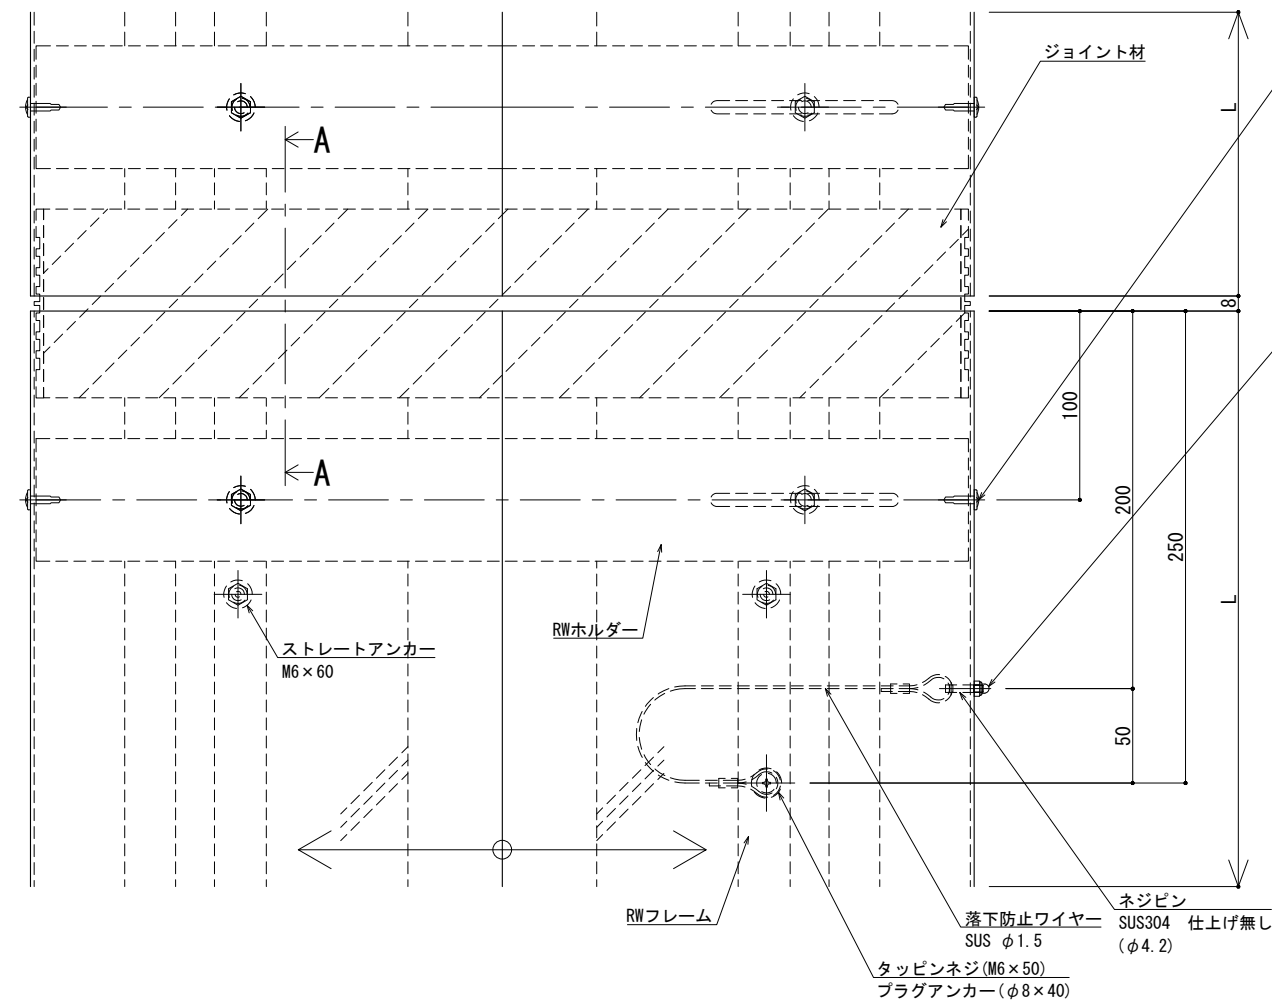 ジョイント材
L
A
8
100
200
250
A
L
RWホルダー
ストレートアンカー
M6×60
50
RWフレーム
落下防止ワイヤー
SUS φ1.5
ネジピン
SUS304 仕上げ無し
(φ4.2)
タッピンネジ(M6×50)
プラグアンカー(φ8×40)